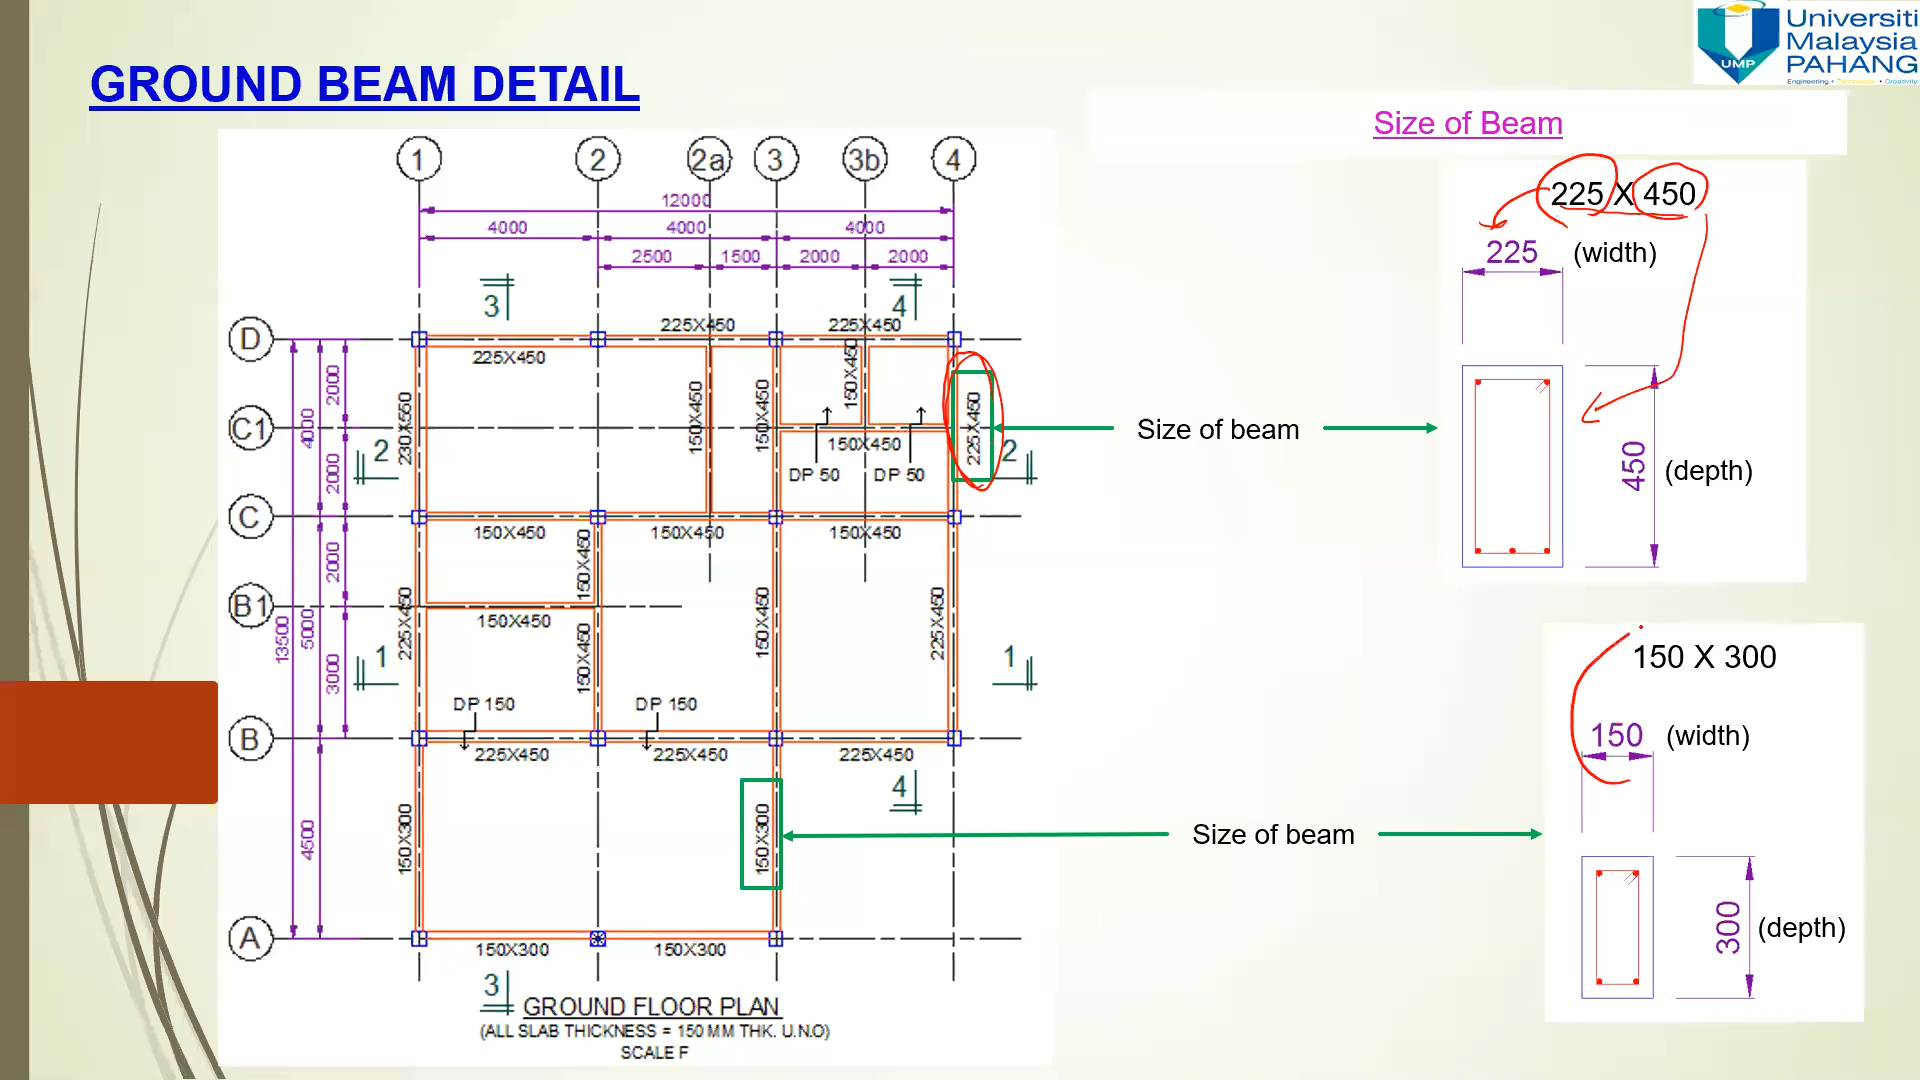 GROUND BEAM DETAIL
Universiti
Malaysia
PAHANG
UMP
Engineering • Technology • Creativity
Size of Beam
1 2 2a 3 3b 4
12000
4000 4000 4000
2500 1500 2000 2000
3 4
D
225X450 225X450
225X450
2000
4000
230X550
150X450
150X450
150X450
225X450
C1
2
150X450
2
DP 50 DP 50
2000
C
150X450 150X450 150X450
2000
150X450
B1
13500
5000
225X450
150X450
150X450
225X450
150X450
1 1
3000
DP 150 DP 150
B
225X450 225X450 225X450
4
4500
150X300
150X300
A
150X300 150X300
3
GROUND FLOOR PLAN
(ALL SLAB THICKNESS = 150 MM THK. U.N.O)
SCALE F
225 X 450
225 (width)
Size of beam
450 (depth)
150 X 300
150 (width)
Size of beam
300 (depth)